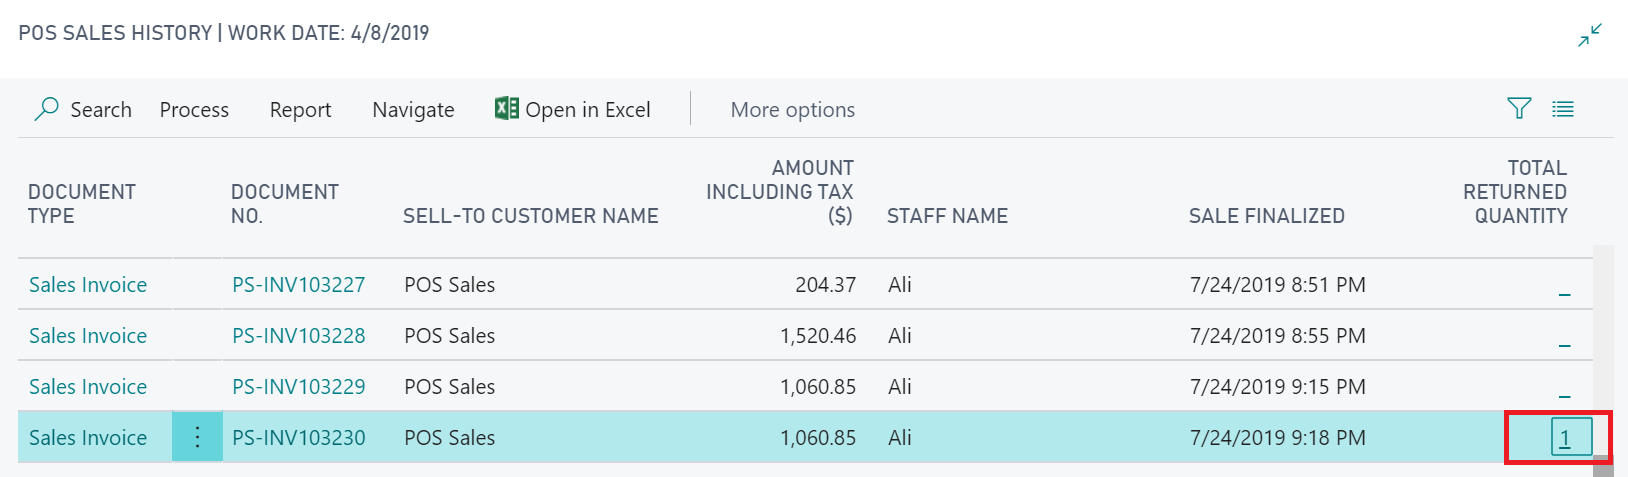 POS SALES HISTORY | WORK DATE: 4/8/2019
Search Process Report Navigate Open in Excel More options
DOCUMENT TYPE DOCUMENT NO. SELL-TO CUSTOMER NAME AMOUNT INCLUDING TAX ($) STAFF NAME SALE FINALIZED TOTAL RETURNED QUANTITY
Sales Invoice PS-INV103227 POS Sales 204.37 Ali 7/24/2019 8:51 PM _
Sales Invoice PS-INV103228 POS Sales 1,520.46 Ali 7/24/2019 8:55 PM _
Sales Invoice PS-INV103229 POS Sales 1,060.85 Ali 7/24/2019 9:15 PM _
Sales Invoice PS-INV103230 POS Sales 1,060.85 Ali 7/24/2019 9:18 PM 1